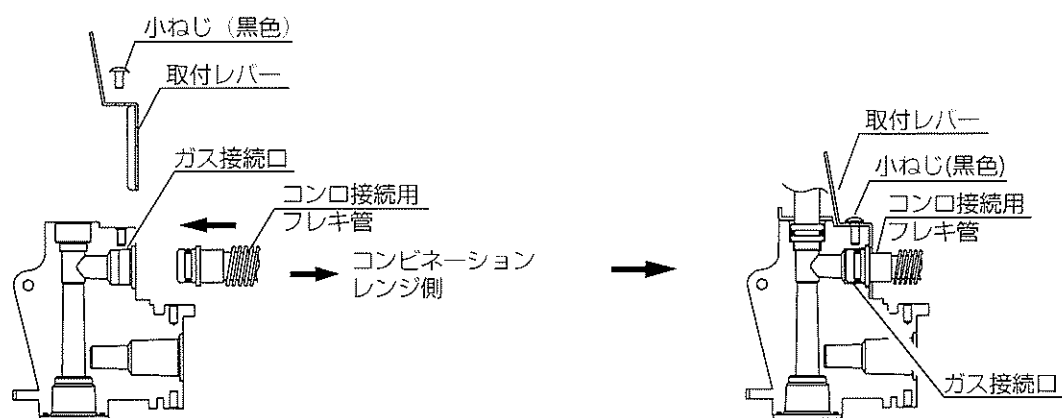 小ねじ（黒色）
取付レバー
ガス接続口
コンロ接続用
フレキ管
コンビネーション
レンジ側
取付レバー
小ねじ(黒色)
コンロ接続用
フレキ管
ガス接続口